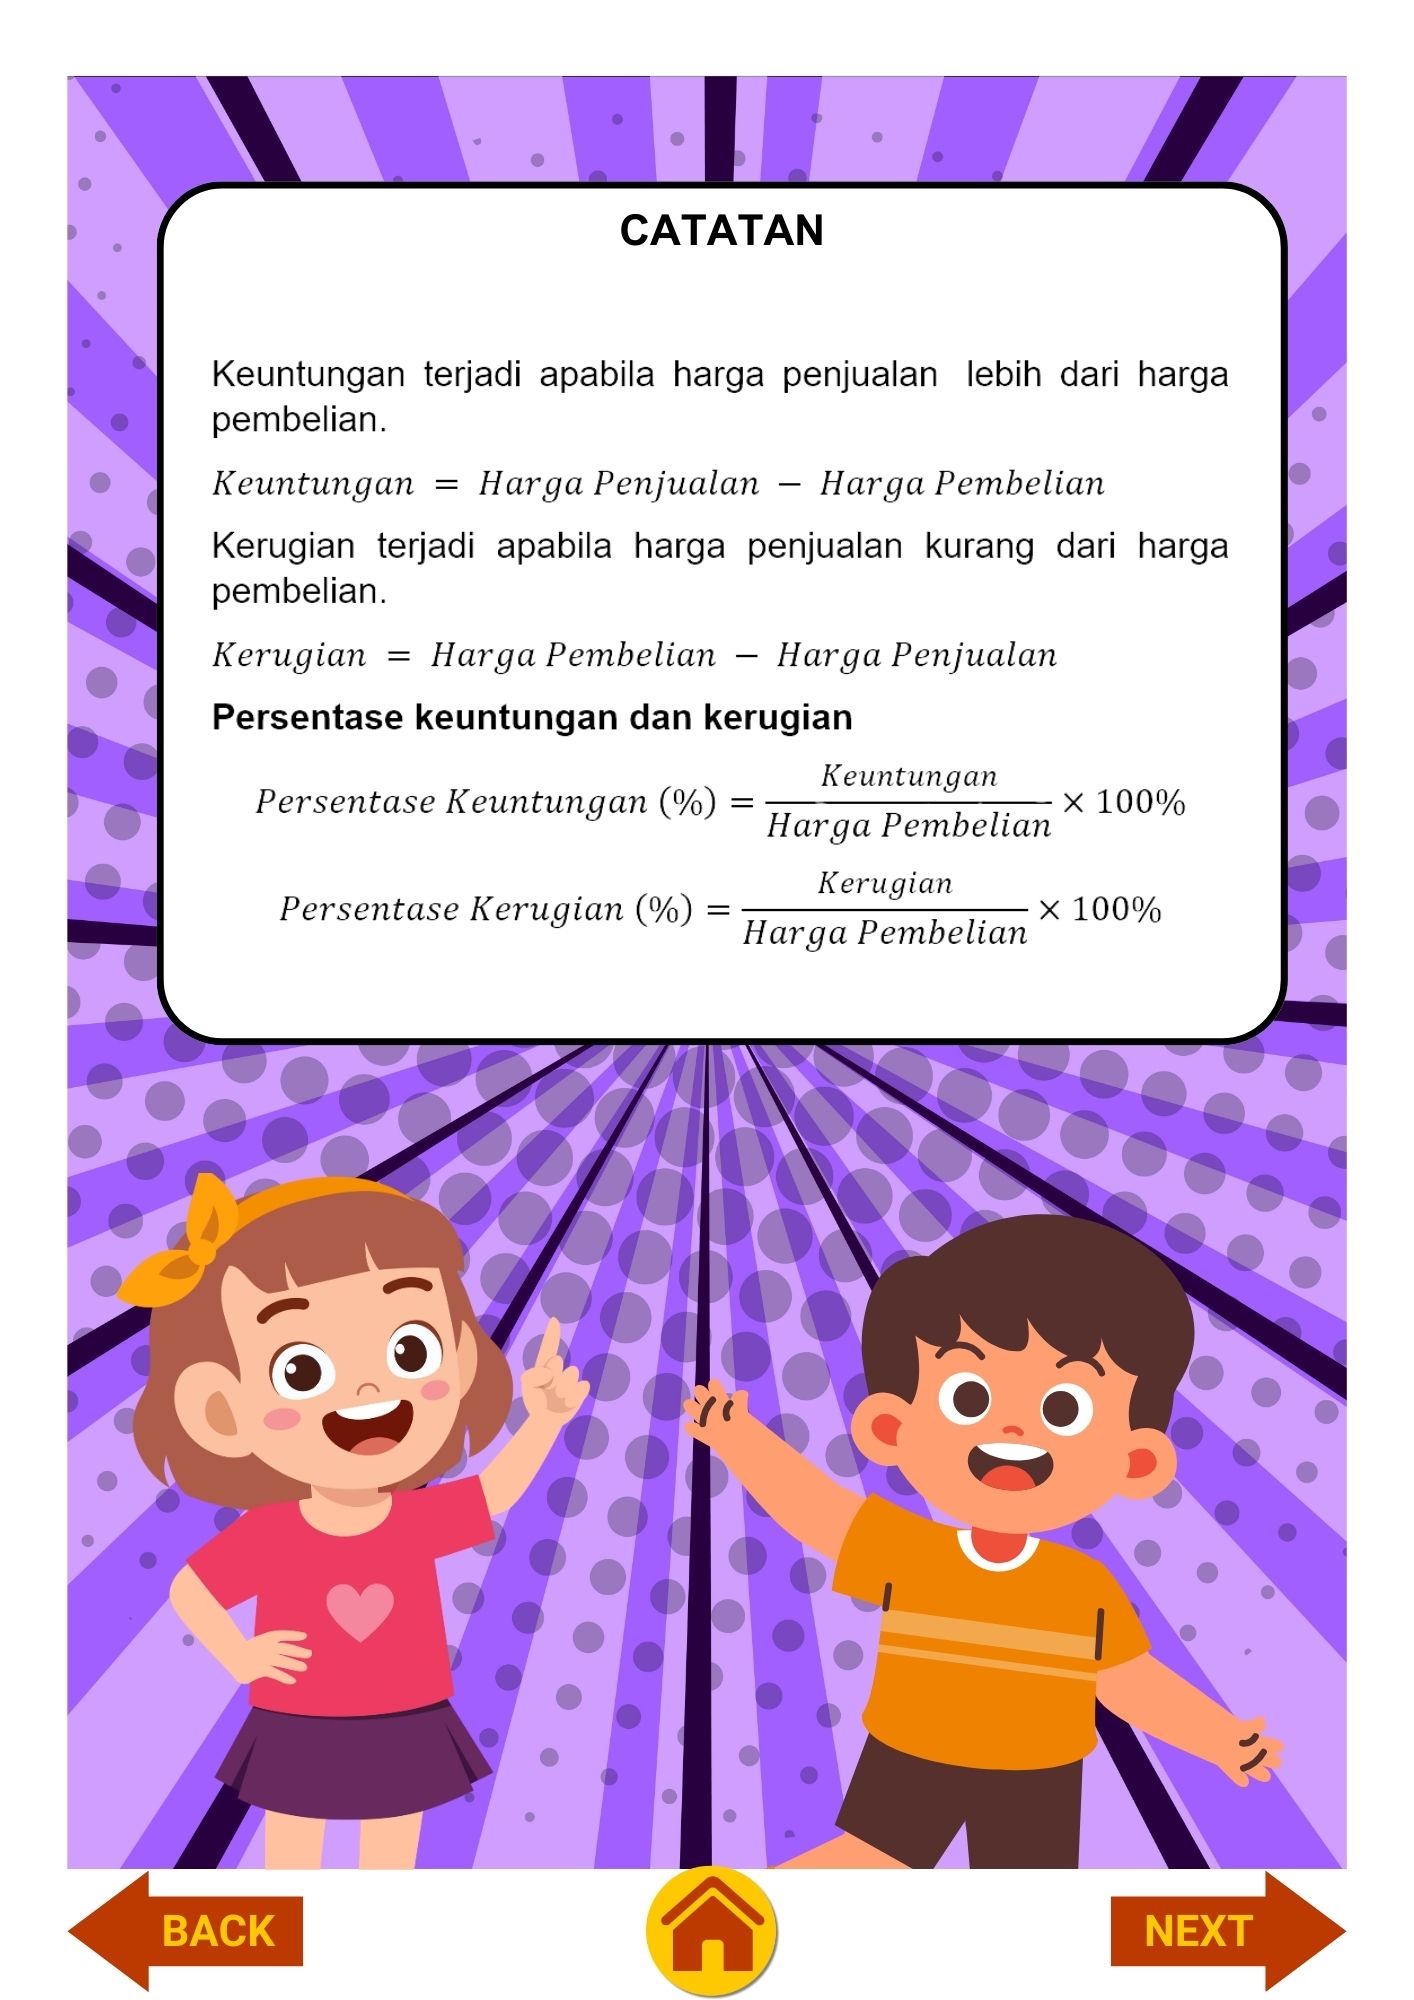 CATATAN
Keuntungan terjadi apabila harga penjualan lebih dari harga
pembelian.
Keuntungan = Harga Penjualan − Harga Pembelian
Kerugian terjadi apabila harga penjualan kurang dari harga
pembelian.
Kerugian = Harga Pembelian − Harga Penjualan
Persentase keuntungan dan kerugian
Persentase Keuntungan (%) = Keuntungan / Harga Pembelian × 100%
Persentase Kerugian (%) = Kerugian / Harga Pembelian × 100%
BACK
NEXT